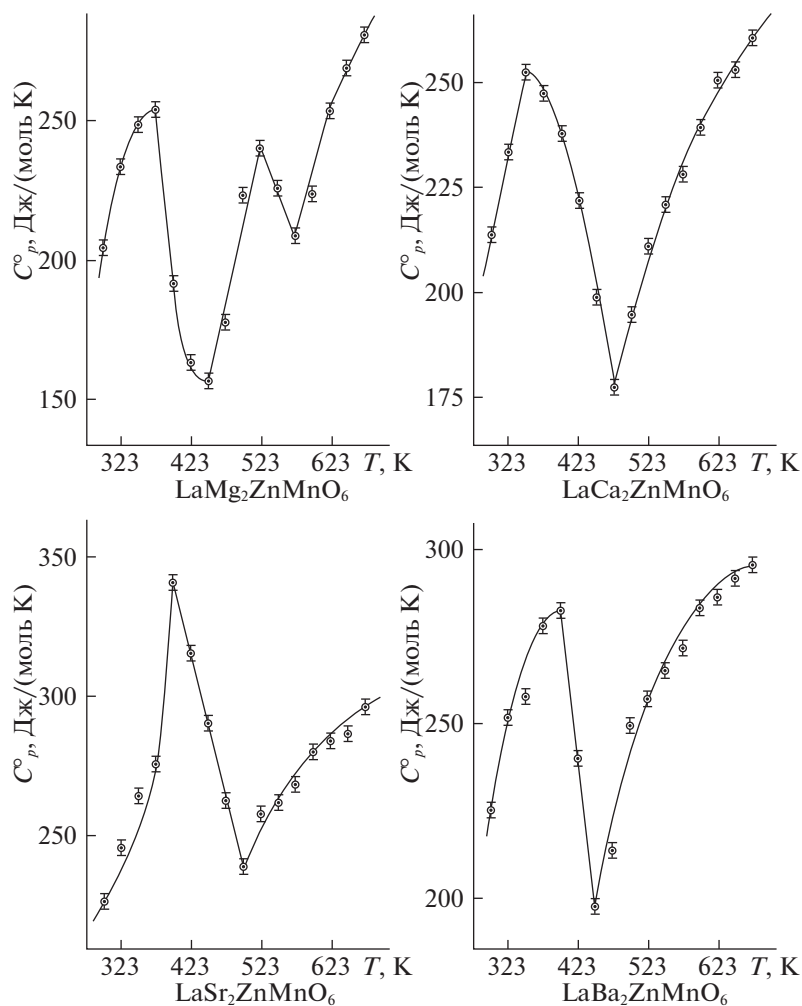 C°p, Дж/(моль К)
250
200
150
323 423 523 623 T, К
LaMg₂ZnMnO₆
C°p, Дж/(моль К)
250
225
200
175
323 423 523 623 T, К
LaCa₂ZnMnO₆
C°p, Дж/(моль К)
350
300
250
323 423 523 623 T, К
LaSr₂ZnMnO₆
C°p, Дж/(моль К)
300
250
200
323 423 523 623 T, К
LaBa₂ZnMnO₆